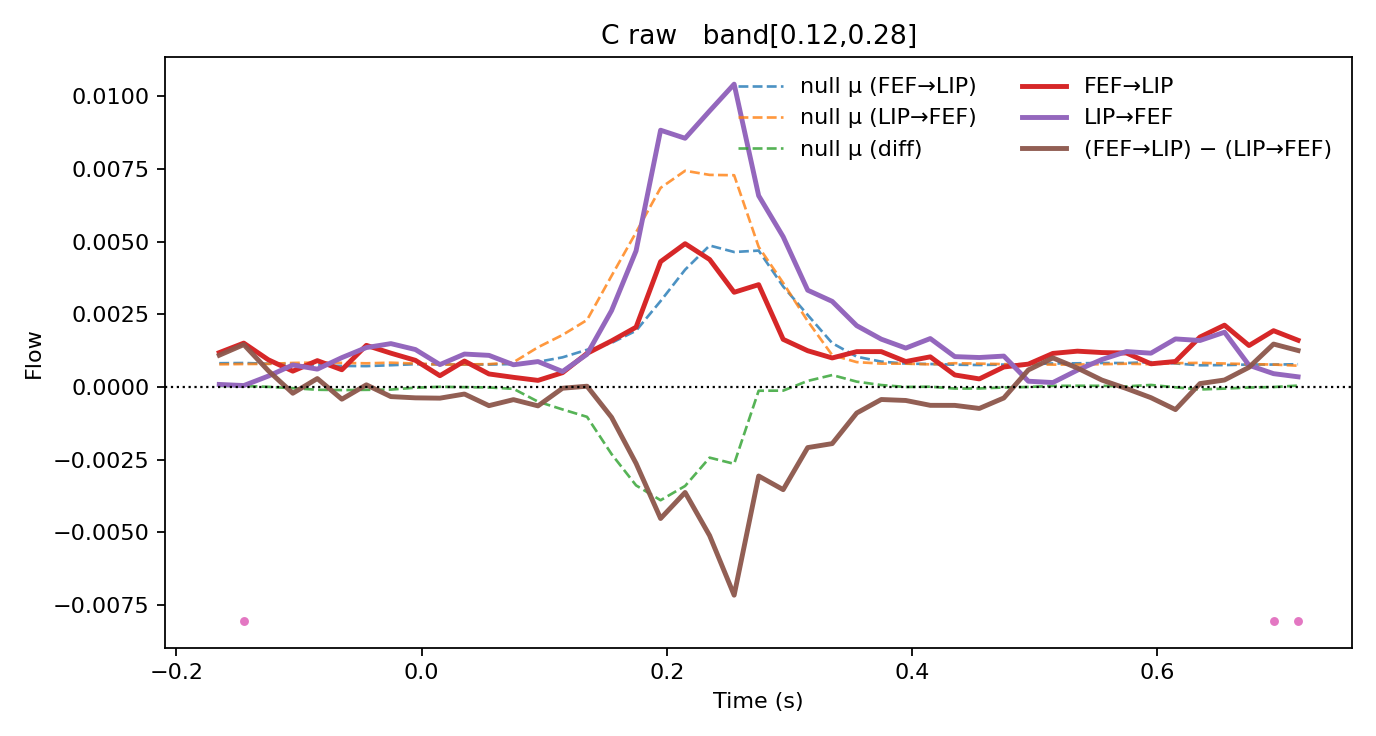 C raw   band[0.12,0.28]
null μ (FEF→LIP)
null μ (LIP→FEF)
null μ (diff)
FEF→LIP
LIP→FEF
(FEF→LIP) − (LIP→FEF)
Flow
0.0100
0.0075
0.0050
0.0025
0.0000
−0.0025
−0.0050
−0.0075
−0.2
0.0
0.2
0.4
0.6
Time (s)